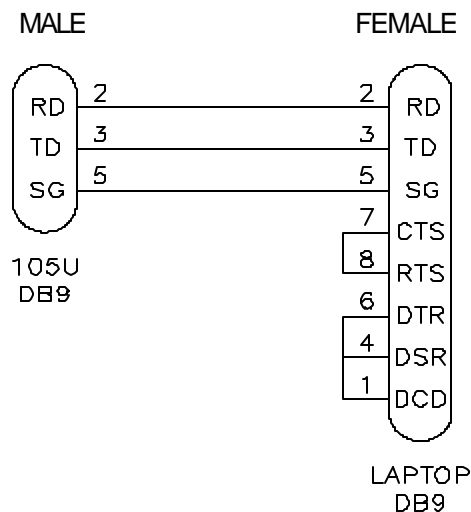 MALE FEMALE
RD 2 2 RD
TD 3 3 TD
SG 5 5 SG
7 CTS
8 RTS
6 DTR
4 DSR
1 DCD
105U
DB9
LAPTOP
DB9